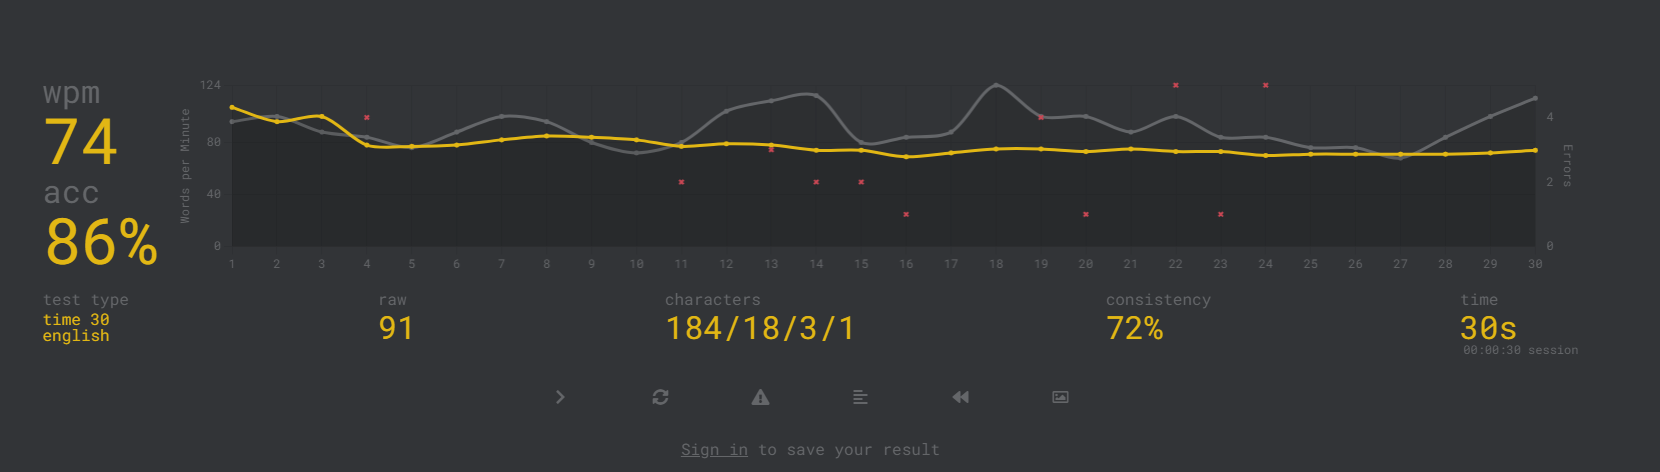 wpm
74
acc
86%
Words per Minute
124
80
40
0
1 2 3 4 5 6 7 8 9 10 11 12 13 14 15 16 17 18 19 20 21 22 23 24 25 26 27 28 29 30
4
2
0
Errors
test type
time 30
english
raw
91
characters
184/18/3/1
consistency
72%
time
30s
00:00:30 session
Sign in to save your result